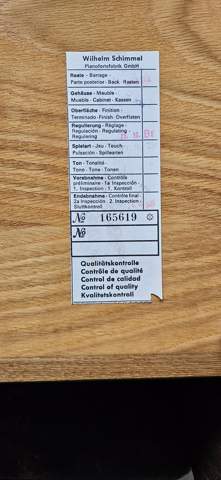 Wilhelm Schimmel
Pianofortefabrik GmbH
Raste - Barrage -
Parte posterior - Back - Rasten
Gehäuse - Meuble -
Mueble - Cabinet - Kassen
Oberfläche - Finition -
Terminado - Finish - Overflaten
Regulierung - Réglage -
Regulación - Regulating -
Regulering
81
Spielart - Jeu - Touch -
Pulsación - Spillearten
Ton - Tonalité -
Tono - Tone - Tonen
Vorabnahme - Contrôle
préliminaire - 1a Inspección -
1. Inspection - 1. Kontroll
Endabnahme - Contrôle final -
2a Inspección - 2. Inspection -
Sluttkontroll
№ 165619
№
Qualitätskontrolle
Contrôle de qualité
Control de calidad
Control of quality
Kvalitetskontroll